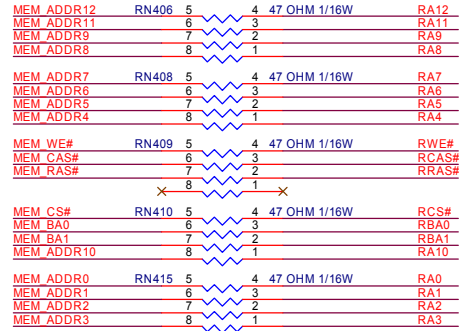 MEM_ADDR12 RN406 5 4 47 OHM 1/16W RA12
MEM_ADDR11 6 3 RA11
MEM_ADDR9 7 2 RA9
MEM_ADDR8 8 1 RA8
MEM_ADDR7 RN408 5 4 47 OHM 1/16W RA7
MEM_ADDR6 6 3 RA6
MEM_ADDR5 7 2 RA5
MEM_ADDR4 8 1 RA4
MEM_WE# RN409 5 4 47 OHM 1/16W RWE#
MEM_CAS# 6 3 RCAS#
MEM_RAS# 7 2 RRAS#
8 1
MEM_CS# RN410 5 4 47 OHM 1/16W RCS#
MEM_BA0 6 3 RBA0
MEM_BA1 7 2 RBA1
MEM_ADDR10 8 1 RA10
MEM_ADDR0 RN415 5 4 47 OHM 1/16W RA0
MEM_ADDR1 6 3 RA1
MEM_ADDR2 7 2 RA2
MEM_ADDR3 8 1 RA3